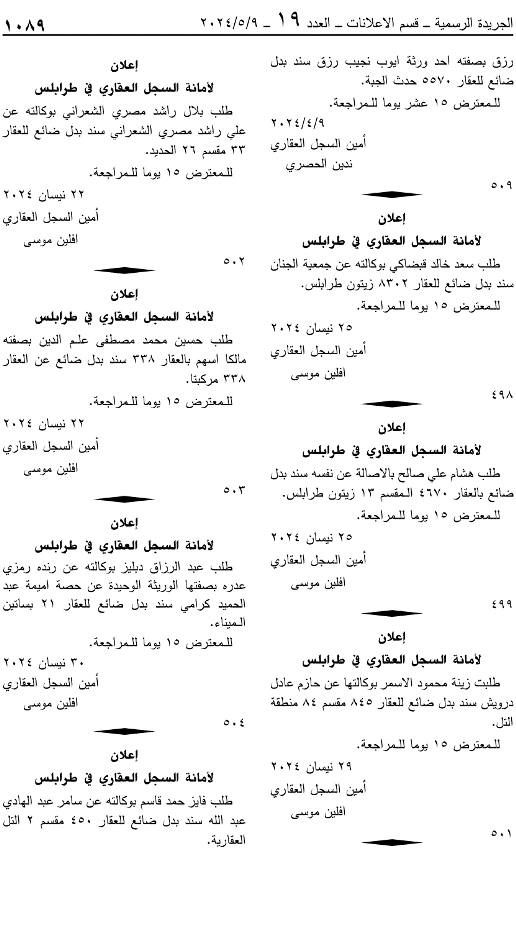 الجريدة الرسمية ــ قسم الاعلانات ــ العدد ١٩ ــ ٢٠٢٤/٥/٩
١٠٨٩
رزق بصفته احد ورثة ايوب نجيب رزق سند بدل
ضائع للعقار ٥٥٧٠ حدث الجبة.
للمعترض ١٥ عشر يوما للمراجعة.
٢٠٢٤/٤/٩
أمين السجل العقاري
ندين الحصري
٥٠٩
إعلان
لأمانة السجل العقاري في طرابلس
طلب سعد خالد قبضاكي بوكالته عن جمعية الجنان
سند بدل ضائع للعقار ٨٣٠٢ زيتون طرابلس.
للمعترض ١٥ يوما للمراجعة.
٢٥ نيسان ٢٠٢٤
أمين السجل العقاري
افلين موسى
٤٩٨
إعلان
لأمانة السجل العقاري في طرابلس
طلب هشام علي صالح بالاصالة عن نفسه سند بدل
ضائع بالعقار ٤٦٧٠ المقسم ١٣ زيتون طرابلس.
للمعترض ١٥ يوما للمراجعة.
٢٥ نيسان ٢٠٢٤
أمين السجل العقاري
افلين موسى
٤٩٩
إعلان
لأمانة السجل العقاري في طرابلس
طلبت زينة محمود الاسمر بوكالتها عن حازم عادل
درويش سند بدل ضائع للعقار ٨٤٥ مقسم ٨٤ منطقة
التل.
للمعترض ١٥ يوما للمراجعة.
٢٩ نيسان ٢٠٢٤
أمين السجل العقاري
افلين موسى
٥٠١
إعلان
لأمانة السجل العقاري في طرابلس
طلب بلال راشد مصري الشعراني بوكالته عن
علي راشد مصري الشعراني سند بدل ضائع للعقار
٣٣ مقسم ٢٦ الحديد.
للمعترض ١٥ يوما للمراجعة.
٢٢ نيسان ٢٠٢٤
أمين السجل العقاري
افلين موسى
٥٠٢
إعلان
لأمانة السجل العقاري في طرابلس
طلب حسين محمد مصطفى علم الدين بصفته
مالكا اسهم بالعقار ٣٣٨ سند بدل ضائع عن العقار
٣٣٨ مركبتا.
للمعترض ١٥ يوما للمراجعة.
٢٢ نيسان ٢٠٢٤
أمين السجل العقاري
افلين موسى
٥٠٣
إعلان
لأمانة السجل العقاري في طرابلس
طلب عبد الرزاق دبليز بوكالته عن رنده رمزي
عدره بصفتها الوريثة الوحيدة عن حصة اميمة عبد
الحميد كرامي سند بدل ضائع للعقار ٢١ بساتين
الميناء.
للمعترض ١٥ يوما للمراجعة.
٣٠ نيسان ٢٠٢٤
أمين السجل العقاري
افلين موسى
٥٠٤
إعلان
لأمانة السجل العقاري في طرابلس
طلب فايز حمد قاسم بوكالته عن سامر عبد الهادي
عبد الله سند بدل ضائع للعقار ٤٥٠ مقسم ٢ التل
العقارية.